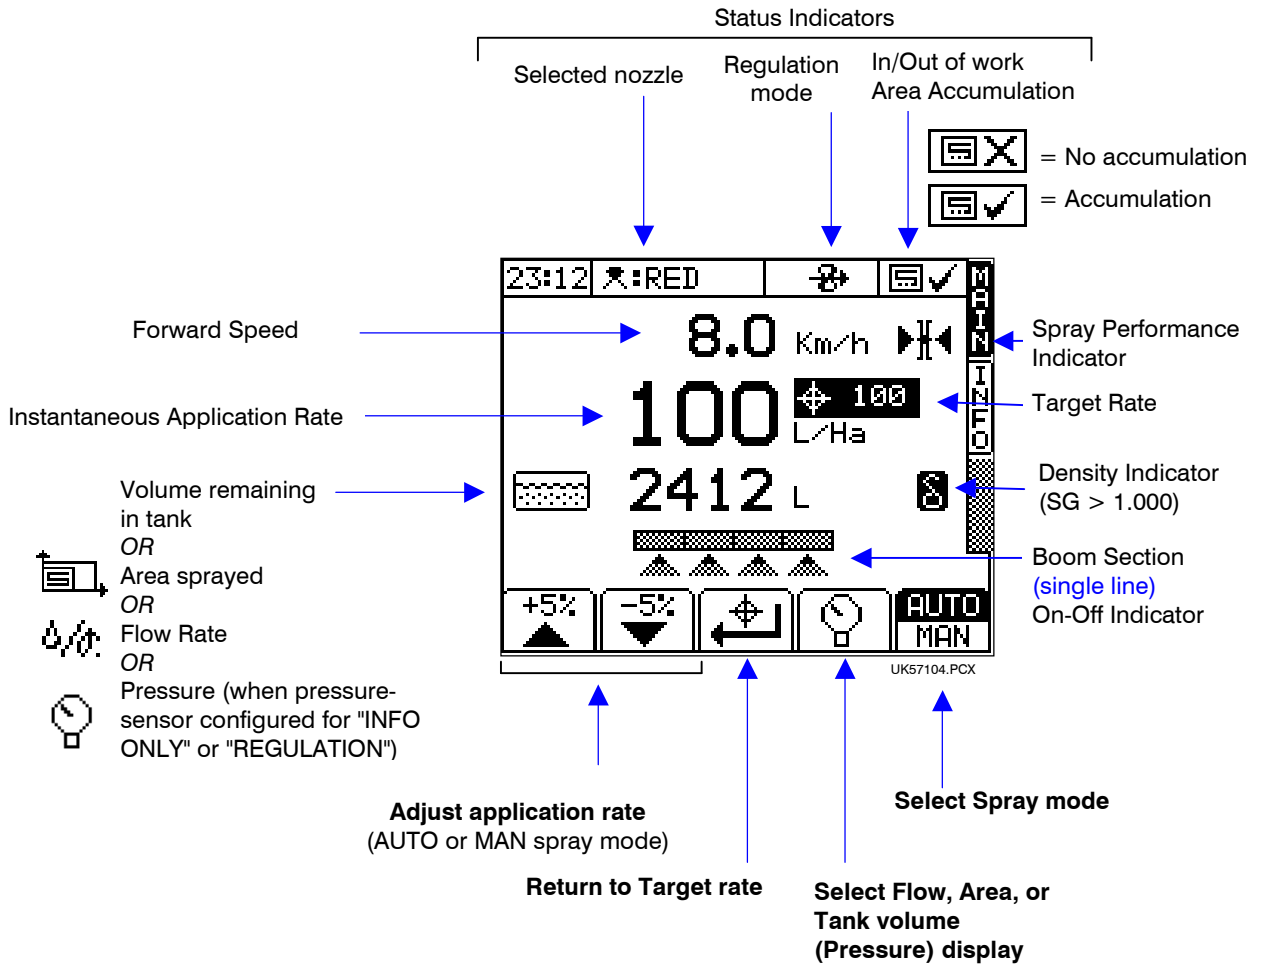 Status Indicators
Selected nozzle
Regulation
mode
In/Out of work
Area Accumulation
= No accumulation
= Accumulation
23:12
:RED
MAIN
8.0 Km/h
Forward Speed
Spray Performance
Indicator
100
100
L/Ha
INFO
Instantaneous Application Rate
Target Rate
2412 L
Volume remaining
in tank
OR
Area sprayed
OR
Flow Rate
OR
Pressure (when pressure-
sensor configured for "INFO
ONLY" or "REGULATION")
Density Indicator
(SG > 1.000)
Boom Section
(single line)
On-Off Indicator
+5%
-5%
AUTO
MAN
UK57104.PCX
Adjust application rate
(AUTO or MAN spray mode)
Return to Target rate
Select Flow, Area, or
Tank volume
(Pressure) display
Select Spray mode